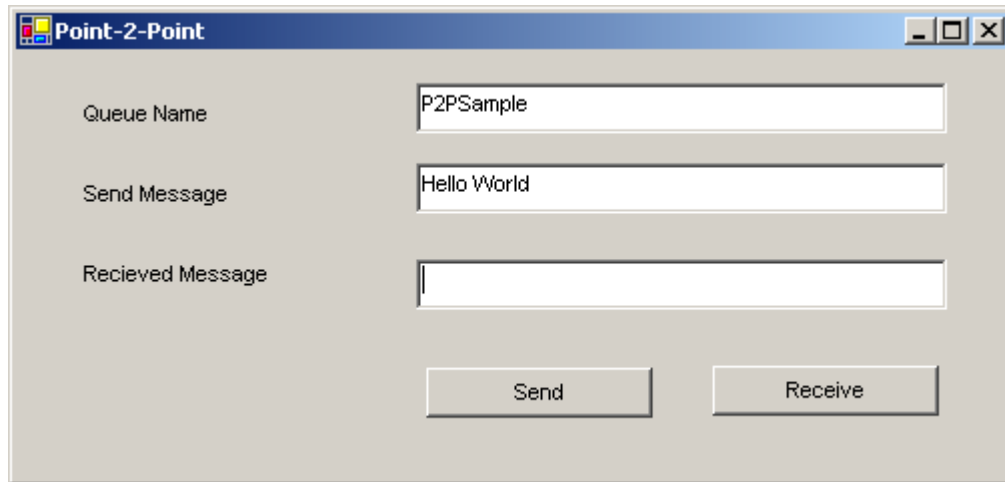 Point-2-Point
Queue Name
P2PSample
Send Message
Hello World
Recieved Message
Send
Receive